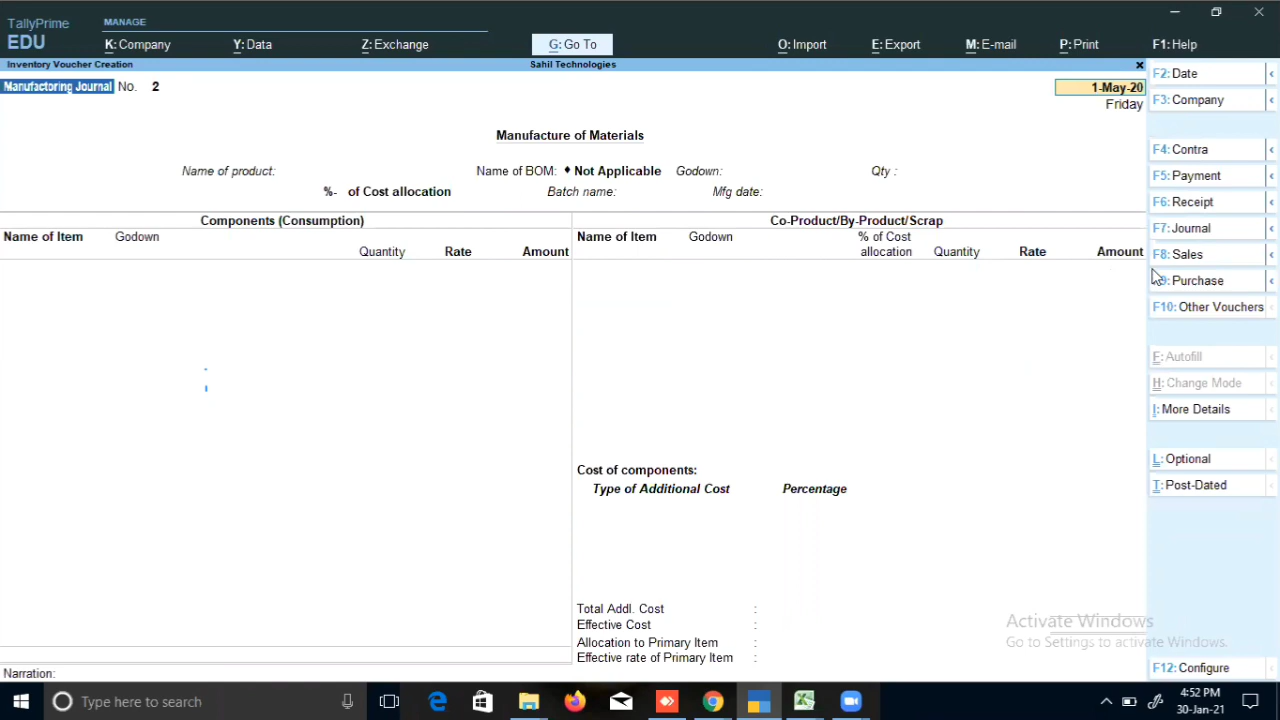 TallyPrime
EDU
MANAGE
K:Company Y:Data Z:Exchange G:Go To O:Import E:Export M:E-mail P:Print F1:Help
Inventory Voucher Creation Sahil Technologies
Manufactoring Journal No. 2 1-May-20
Friday
Manufacture of Materials
Name of product: Name of BOM: ♦ Not Applicable Godown: Qty :
%- of Cost allocation Batch name: Mfg date:
Components (Consumption) Co-Product/By-Product/Scrap
Name of Item Godown Quantity Rate Amount
Name of Item Godown % of Cost allocation Quantity Rate Amount
Cost of components:
Type of Additional Cost Percentage
Total Addl. Cost :
Effective Cost :
Allocation to Primary Item :
Effective rate of Primary Item :
Narration:
F2:Date
F3:Company
F4:Contra
F5:Payment
F6:Receipt
F7:Journal
F8:Sales
F9:Purchase
F10:Other Vouchers
F:Autofill
H:Change Mode
I:More Details
L:Optional
T:Post-Dated
F12:Configure
Activate Windows
Go to Settings to activate Windows.
Type here to search
4:52 PM
30-Jan-21